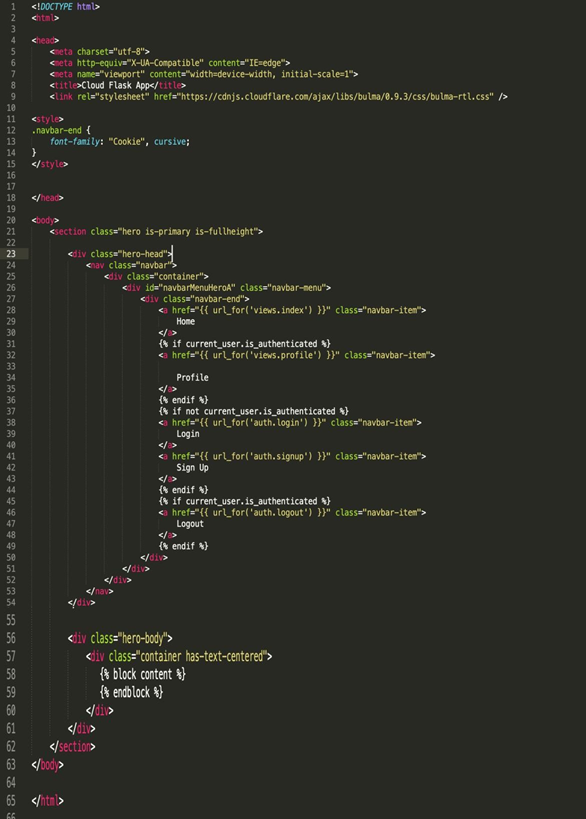 1 <!DOCTYPE html>
2 <html>
3
4 <head>
5 <meta charset="utf-8">
6 <meta http-equiv="X-UA-Compatible" content="IE=edge">
7 <meta name="viewport" content="width=device-width, initial-scale=1">
8 <title>Cloud Flask App</title>
9 <link rel="stylesheet" href="https://cdnjs.cloudflare.com/ajax/libs/bulma/0.9.3/css/bulma-rtl.css" />
10
11 <style>
12 .navbar-end {
13 font-family: "Cookie", cursive;
14 }
15 </style>
16
17
18 </head>
19
20 <body>
21 <section class="hero is-primary is-fullheight">
22
23 <div class="hero-head">
24 <nav class="navbar">
25 <div class="container">
26 <div id="navbarMenuHeroA" class="navbar-menu">
27 <div class="navbar-end">
28 <a href="{{ url_for('views.index') }}" class="navbar-item">
29 Home
30 </a>
31 {% if current_user.is_authenticated %}
32 <a href="{{ url_for('views.profile') }}" class="navbar-item">
33
34 Profile
35 </a>
36 {% endif %}
37 {% if not current_user.is_authenticated %}
38 <a href="{{ url_for('auth.login') }}" class="navbar-item">
39 Login
40 </a>
41 <a href="{{ url_for('auth.signup') }}" class="navbar-item">
42 Sign Up
43 </a>
44 {% endif %}
45 {% if current_user.is_authenticated %}
46 <a href="{{ url_for('auth.logout') }}" class="navbar-item">
47 Logout
48 </a>
49 {% endif %}
50 </div>
51 </div>
52 </div>
53 </nav>
54 </div>
55
56 <div class="hero-body">
57 <div class="container has-text-centered">
58 {% block content %}
59 {% endblock %}
60 </div>
61 </div>
62 </section>
63 </body>
64
65 </html>
66